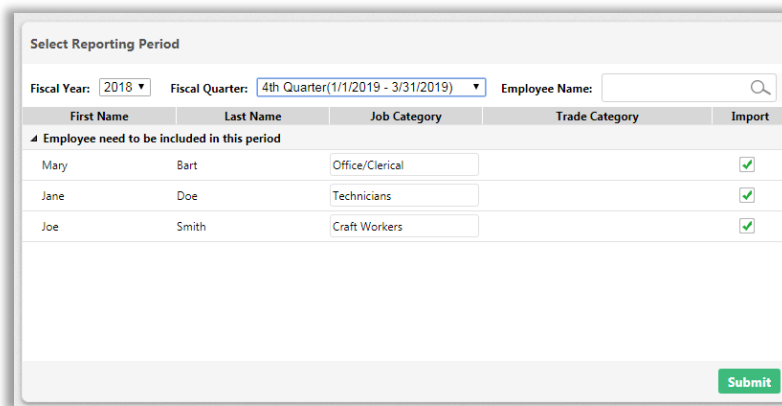 Select Reporting Period
Fiscal Year: 2018 Fiscal Quarter: 4th Quarter(1/1/2019 - 3/31/2019) Employee Name:
First Name Last Name Job Category Trade Category Import
Employee need to be included in this period
Mary Bart Office/Clerical
Jane Doe Technicians
Joe Smith Craft Workers
Submit